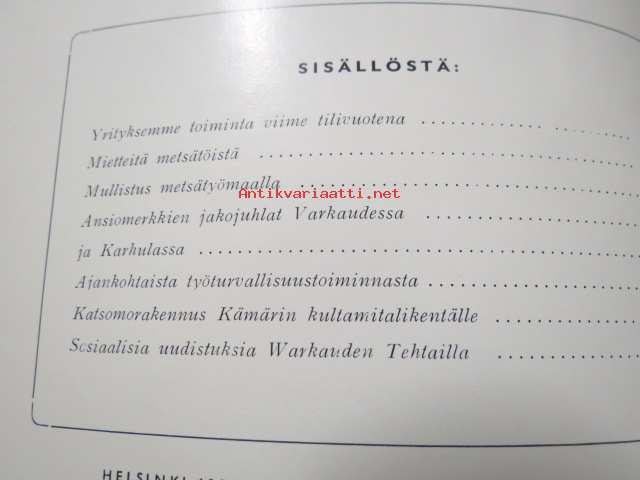 SISÄLLÖSTÄ:
Yrityksemme toiminta viime tilivuotena
Mietteitä metsätöistä
Mullistus metsätyömaalla
Antikvariaatti.net
Ansiomerkkien jakojuhlat Varkaudessa
ja Karhulassa
Ajankohtaista työturvallisuustoiminnasta
Katsomorakennus Kämärin kultamitalikentälle
Sosiaalisia uudistuksia Warkauden Tehtailla
HELSINKI